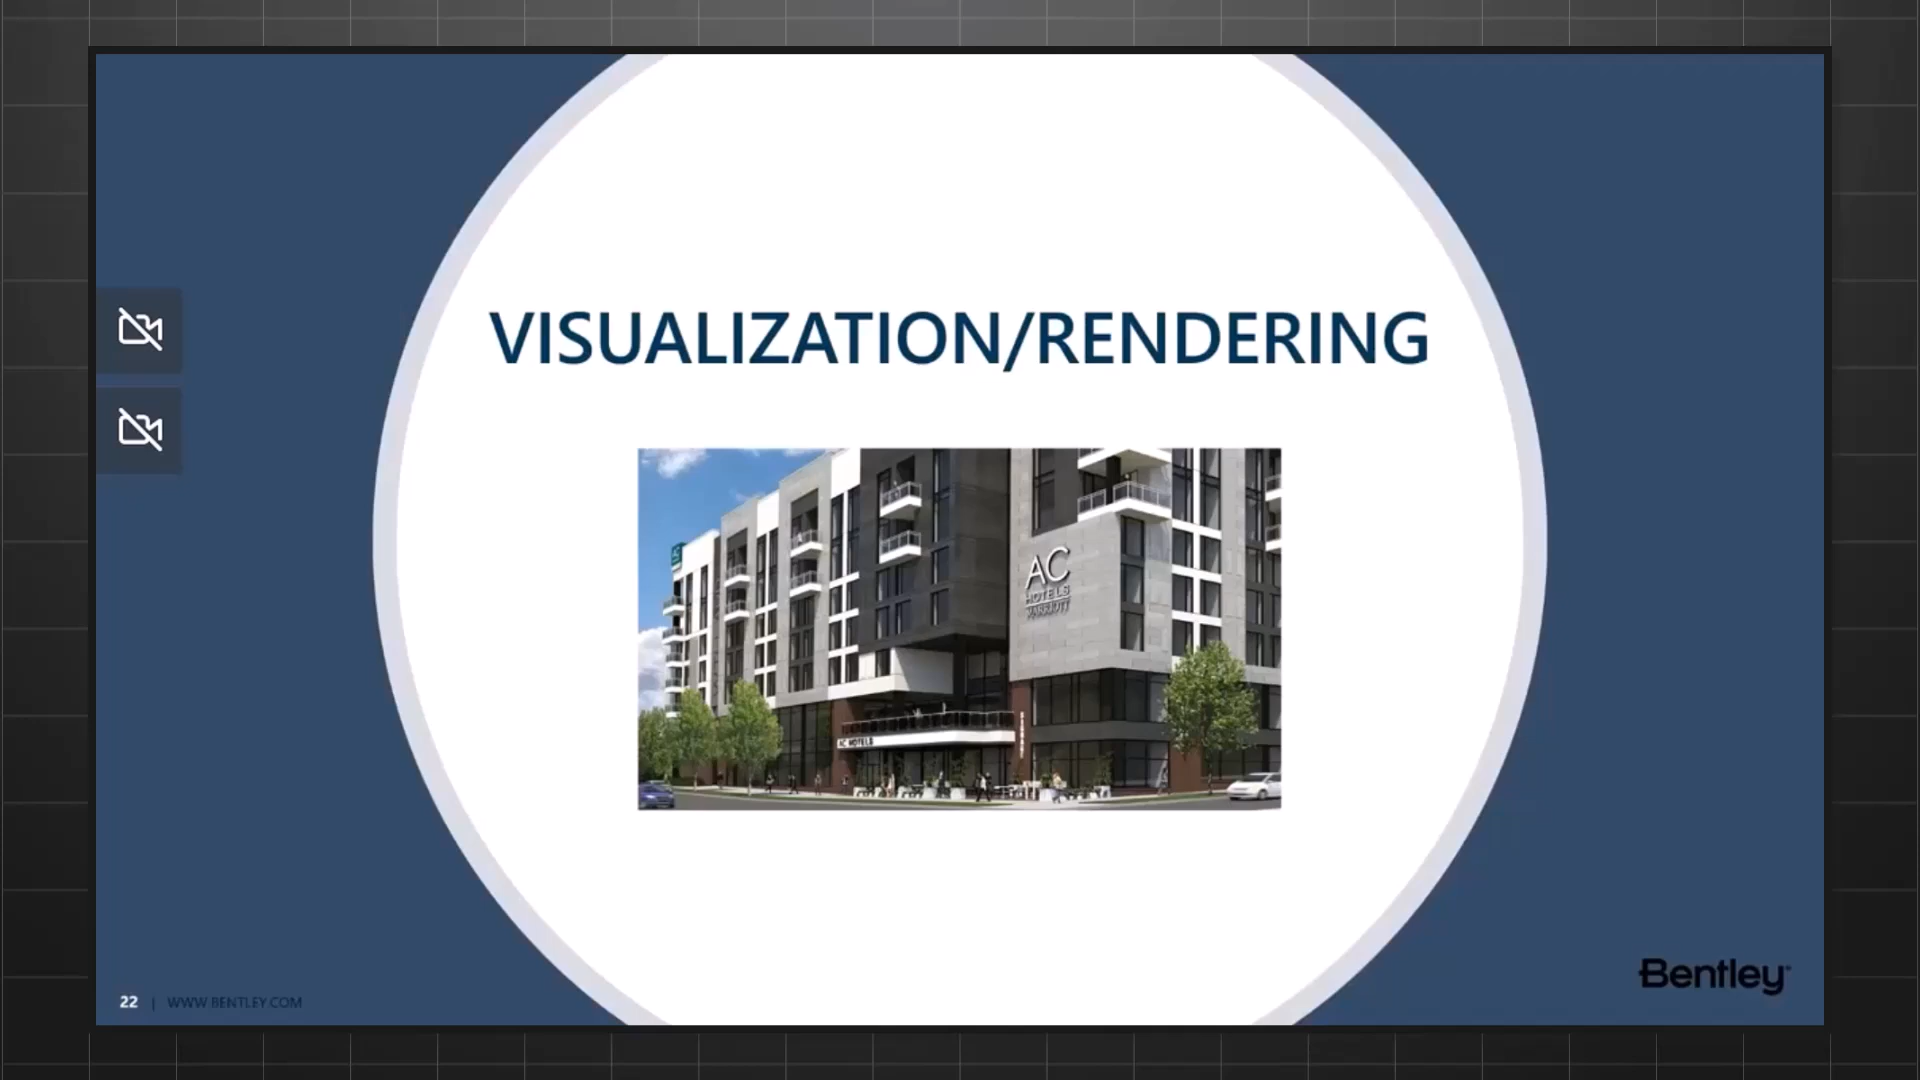 VISUALIZATION/RENDERING
AC
HOTELS
MARRIOTT
AC HOTELS
22 | WWW.BENTLEY.COM
Bentley